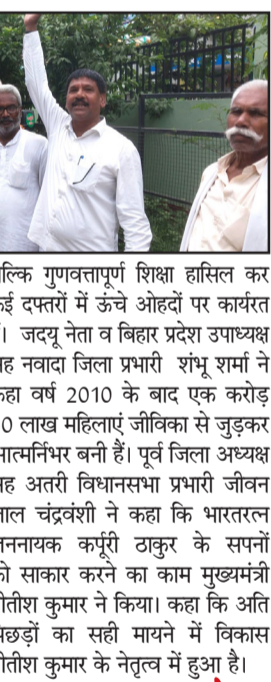 ल्कि गुणवत्तापूर्ण शिक्षा हासिल कर
ई दफ्तरों में ऊंचे ओहदों पर कार्यरत
। जदयू नेता व बिहार प्रदेश उपाध्यक्ष
ह नवादा जिला प्रभारी शंभू शर्मा ने
हा वर्ष 2010 के बाद एक करोड़
0 लाख महिलाएं जीविका से जुड़कर
त्मनिर्भर बनी हैं। पूर्व जिला अध्यक्ष
ह अतरी विधानसभा प्रभारी जीवन
ाल चंद्रवंशी ने कहा कि भारतरत्न
ननायक कर्पूरी ठाकुर के सपनों
ो साकार करने का काम मुख्यमंत्री
ीतीश कुमार ने किया। कहा कि अति
िछड़ों का सही मायने में विकास
ीतीश कुमार के नेतृत्व में हुआ है।